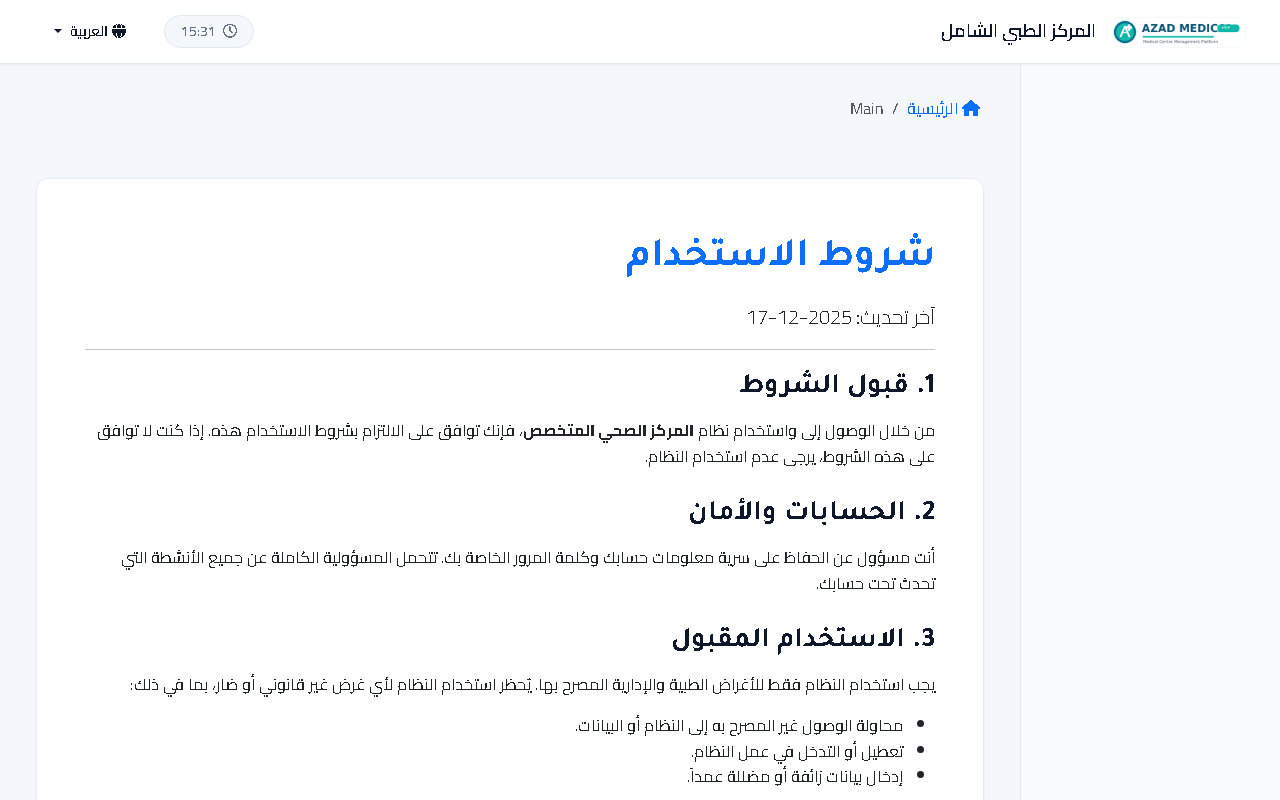 AZAD MEDIC
Medical Centre Management Platform
المركز الطبي الشامل
15:31
العربية
الرئيسية / Main
شروط الاستخدام
آخر تحديث: 2025-12-17
1. قبول الشروط
من خلال الوصول إلى واستخدام نظام المركز الصحي المتخصص، فإنك توافق على الالتزام بشروط الاستخدام هذه. إذا كنت لا توافق
على هذه الشروط، يرجى عدم استخدام النظام.
2. الحسابات والأمان
أنت مسؤول عن الحفاظ على سرية معلومات حسابك وكلمة المرور الخاصة بك. تتحمل المسؤولية الكاملة عن جميع الأنشطة التي
تحدث تحت حسابك.
3. الاستخدام المقبول
يجب استخدام النظام فقط للأغراض الطبية والإدارية المصرح بها. يُحظر استخدام النظام لأي غرض غير قانوني أو ضار، بما في ذلك:
محاولة الوصول غير المصرح به إلى النظام أو البيانات.
تعطيل أو التدخل في عمل النظام.
إدخال بيانات زائفة أو مضللة عمداً.